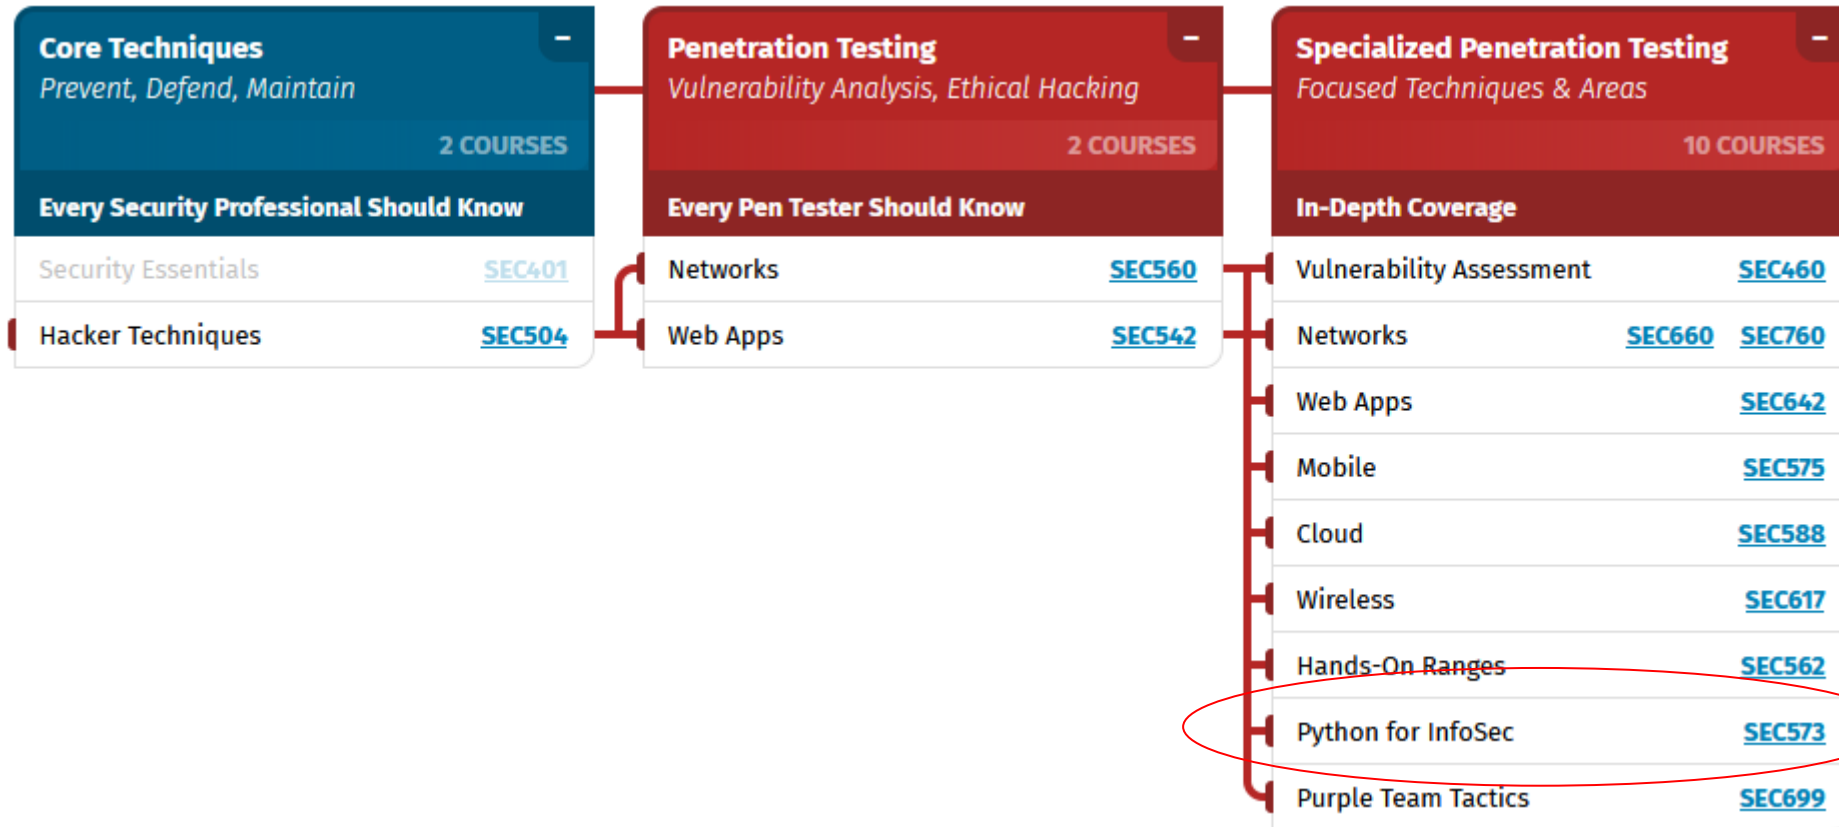 Core Techniques
–
Prevent, Defend, Maintain
2 COURSES
Every Security Professional Should Know
Security Essentials SEC401
Hacker Techniques SEC504
Penetration Testing
–
Vulnerability Analysis, Ethical Hacking
2 COURSES
Every Pen Tester Should Know
Networks SEC560
Web Apps SEC542
Specialized Penetration Testing
–
Focused Techniques & Areas
10 COURSES
In-Depth Coverage
Vulnerability Assessment SEC460
Networks SEC660 SEC760
Web Apps SEC642
Mobile SEC575
Cloud SEC588
Wireless SEC617
Hands-On Ranges SEC562
Python for InfoSec SEC573
Purple Team Tactics SEC699